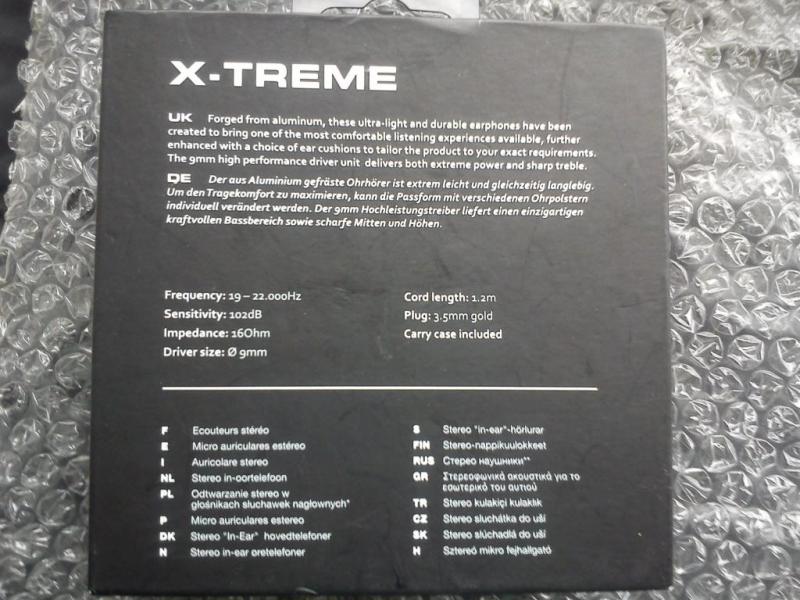 X-TREME
UK Forged from aluminum, these ultra-light and durable earphones have been
created to bring one of the most comfortable listening experiences available, further
enhanced with a choice of ear cushions to tailor the product to your exact requirements.
The 9mm high performance driver unit delivers both extreme power and sharp treble.
DE Der aus Aluminium gefräste Ohrhörer ist extrem leicht und gleichzeitig langlebig.
Um den Tragekomfort zu maximieren, kann die Passform mit verschiedenen Ohrpolstern
individuell verändert werden. Der 9mm Hochleistungstreiber liefert einen einzigartigen
kraftvollen Bassbereich sowie scharfe Mitten und Höhen.
Frequency: 19 – 22.000Hz
Sensitivity: 102dB
Impedance: 16Ohm
Driver size: Ø 9mm
Cord length: 1.2m
Plug: 3.5mm gold
Carry case included
F Ecouteurs stéréo
E Micro auriculares estéreo
I Auricolare stereo
NL Stereo in-oortelefoon
PL Odtwarzanie stereo w
głośnikach słuchawek nagłownych*
P Micro auriculares estereo
DK Stereo "In-Ear" hovedtelefoner
N Stereo in-ear øretelefoner
S Stereo "in-ear"-hörlurar
FIN Stereo-nappikuulokkeet
RUS Стерео наушники**
GR Στερεοφωνικά ακουστικά για το
εσωτερικό του αυτιού
TR Stereo kulakiçi kulaklık
CZ Stereo sluchátka do uší
SK Stereo slúchadlá do uší
H Sztereó mikro fejhallgató